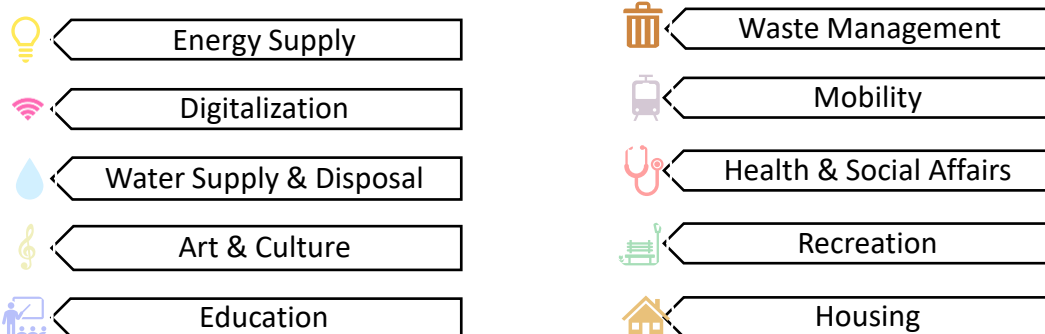 Energy Supply
Digitalization
Water Supply & Disposal
Art & Culture
Education
Waste Management
Mobility
Health & Social Affairs
Recreation
Housing